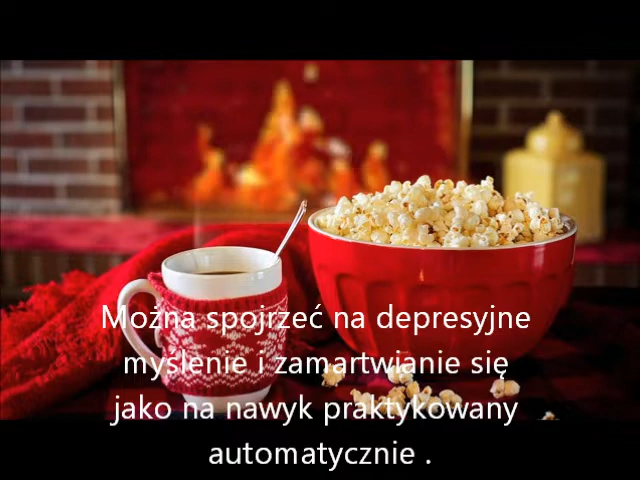 Można spojrzeć na depresyjne
myślenie i zamartwianie się
jako na nawyk praktykowany
automatycznie .